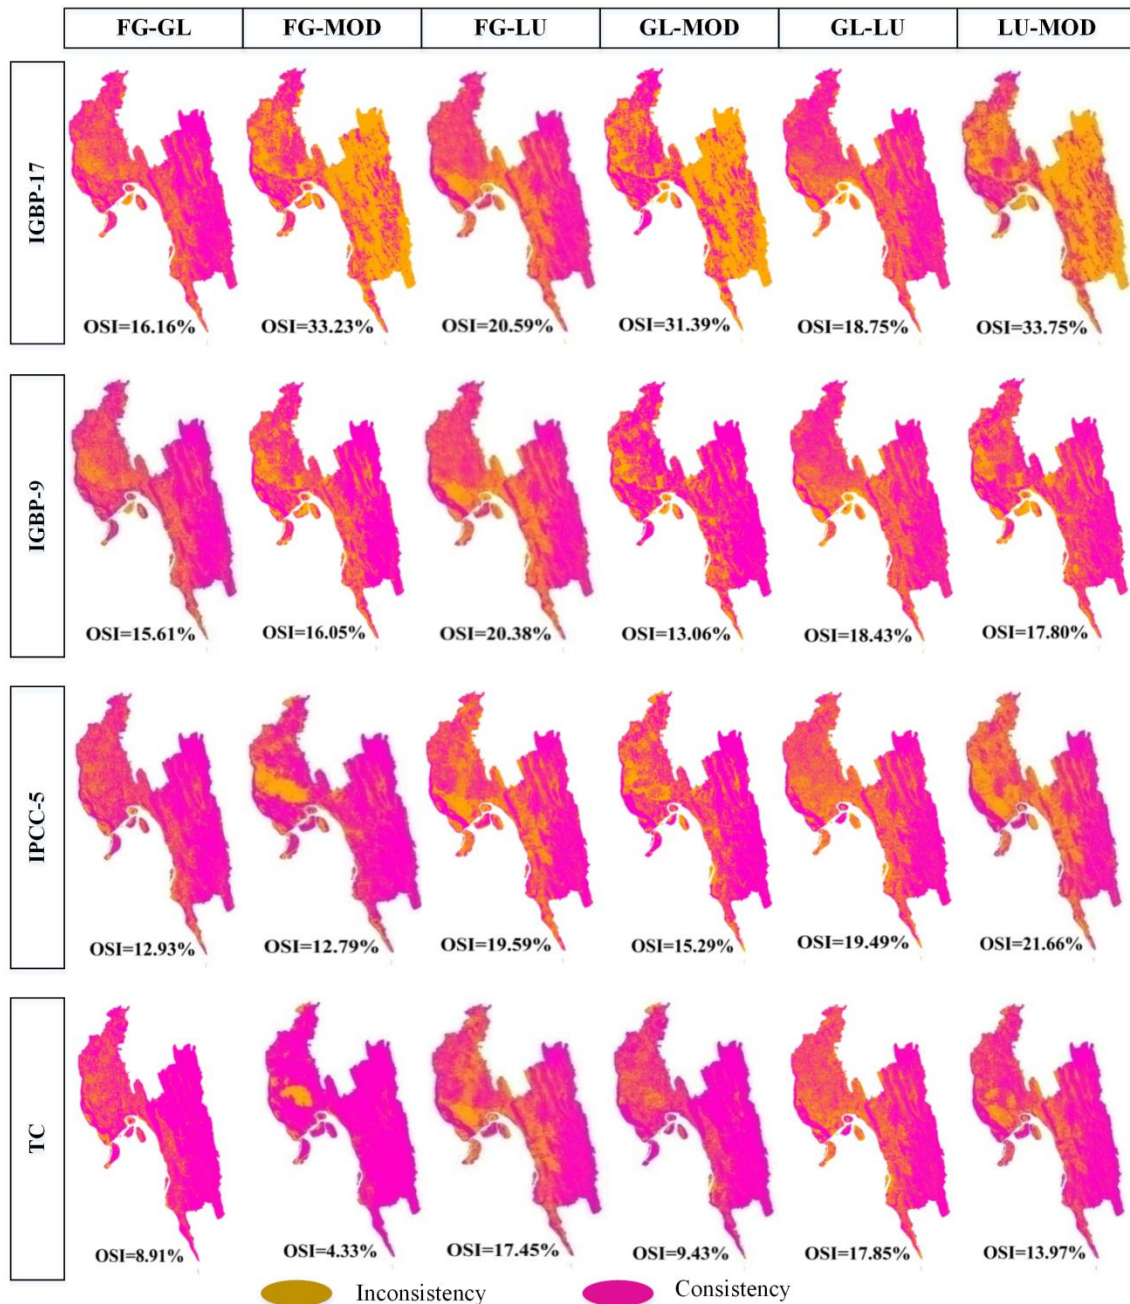 FG-GL FG-MOD FG-LU GL-MOD GL-LU LU-MOD
IGBP-17
OSI=16.16% OSI=33.23% OSI=20.59% OSI=31.39% OSI=18.75% OSI=33.75%
IGBP-9
OSI=15.61% OSI=16.05% OSI=20.38% OSI=13.06% OSI=18.43% OSI=17.80%
IPCC-5
OSI=12.93% OSI=12.79% OSI=19.59% OSI=15.29% OSI=19.49% OSI=21.66%
TC
OSI=8.91% OSI=4.33% OSI=17.45% OSI=9.43% OSI=17.85% OSI=13.97%
Inconsistency Consistency